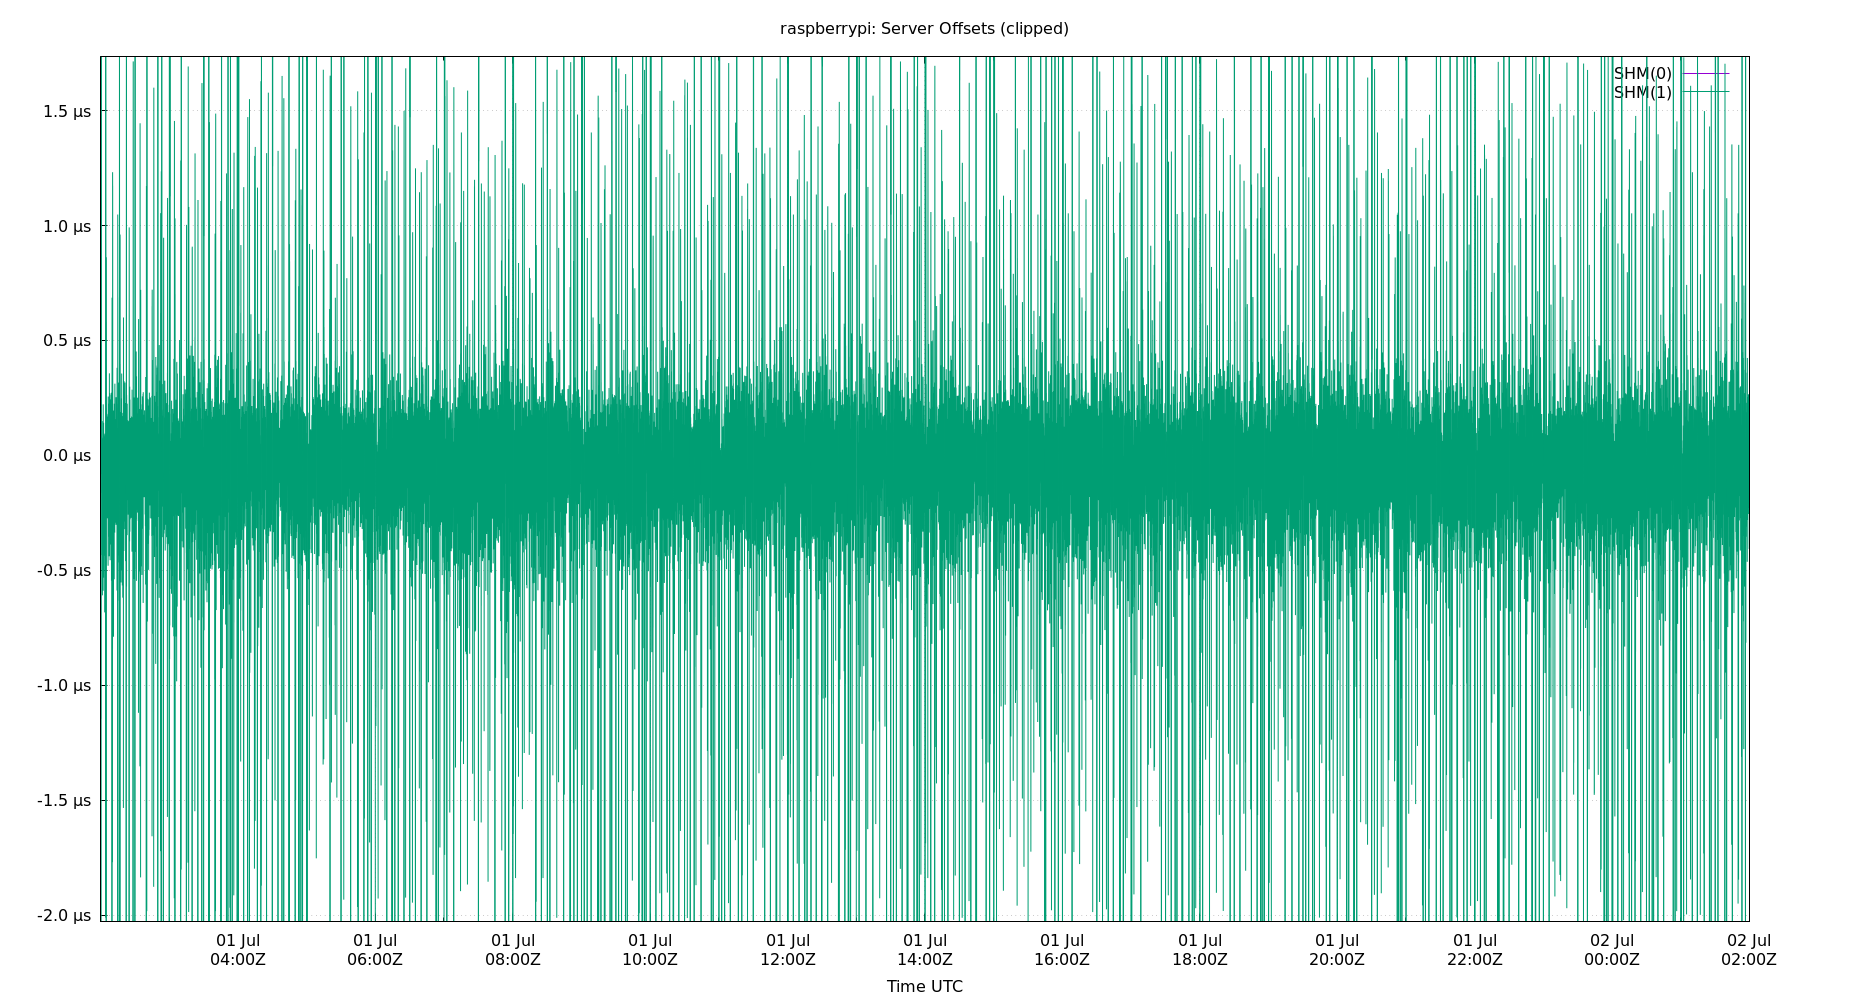 raspberrypi: Server Offsets (clipped)
SHM(0)
SHM(1)
1.5 µs
1.0 µs
0.5 µs
0.0 µs
-0.5 µs
-1.0 µs
-1.5 µs
-2.0 µs
01 Jul 01 Jul 01 Jul 01 Jul 01 Jul 01 Jul 01 Jul 01 Jul 01 Jul 01 Jul 02 Jul 02 Jul
04:00Z 06:00Z 08:00Z 10:00Z 12:00Z 14:00Z 16:00Z 18:00Z 20:00Z 22:00Z 00:00Z 02:00Z
Time UTC